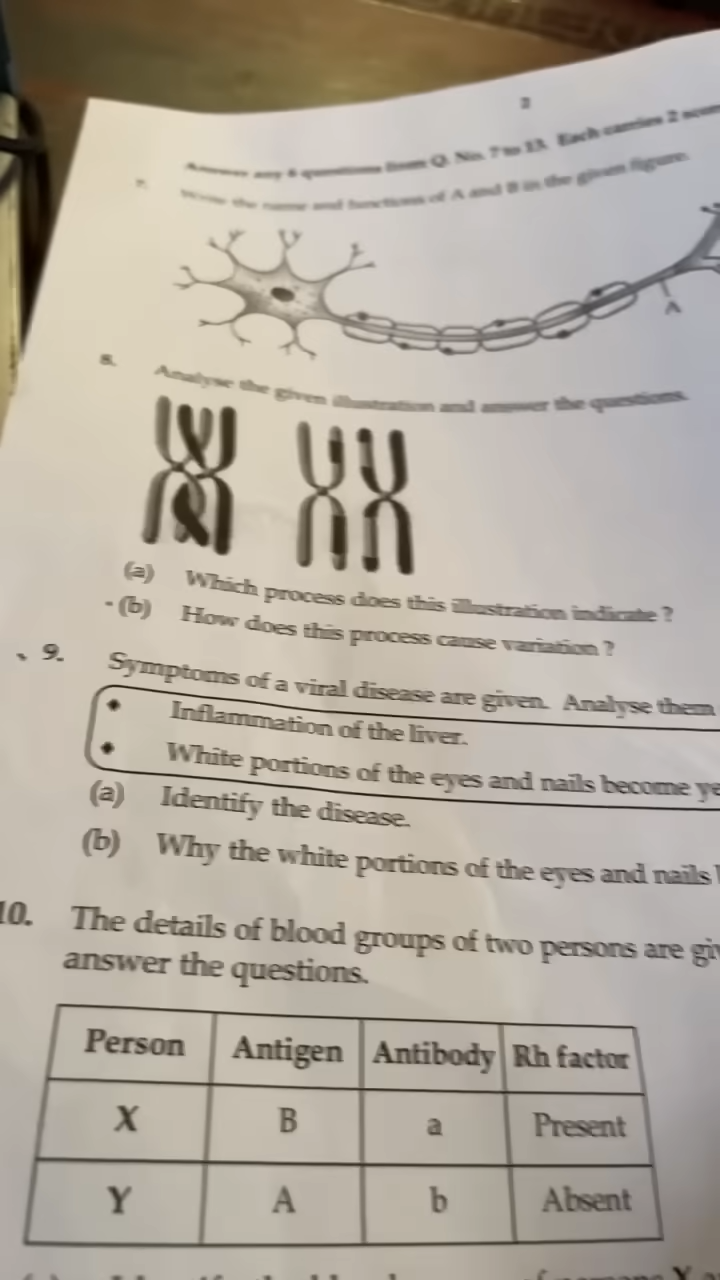 2
Answer any 6 questions from Q. No. 7 to 13. Each carries 2
7. Write the name and functions of A and B in the given figure.
A
8. Analyse the given illustration and answer the questions.
(a) Which process does this illustration indicate ?
(b) How does this process cause variation ?
9. Symptoms of a viral disease are given. Analyse them
Inflammation of the liver.
White portions of the eyes and nails become
(a) Identify the disease.
(b) Why the white portions of the eyes and nails
10. The details of blood groups of two persons are
answer the questions.
Person Antigen Antibody Rh factor
X B a Present
Y A b Absent